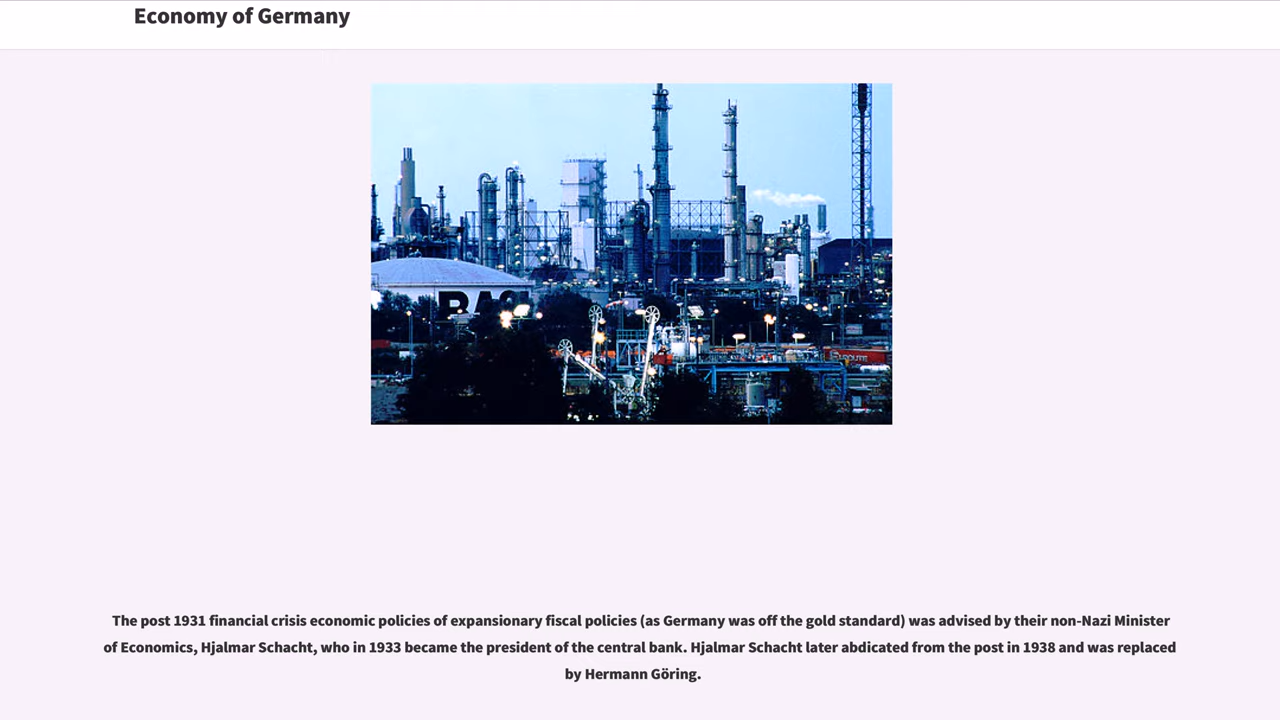 Economy of Germany
The post 1931 financial crisis economic policies of expansionary fiscal policies (as Germany was off the gold standard) was advised by their non-Nazi Minister
of Economics, Hjalmar Schacht, who in 1933 became the president of the central bank. Hjalmar Schacht later abdicated from the post in 1938 and was replaced
by Hermann Göring.